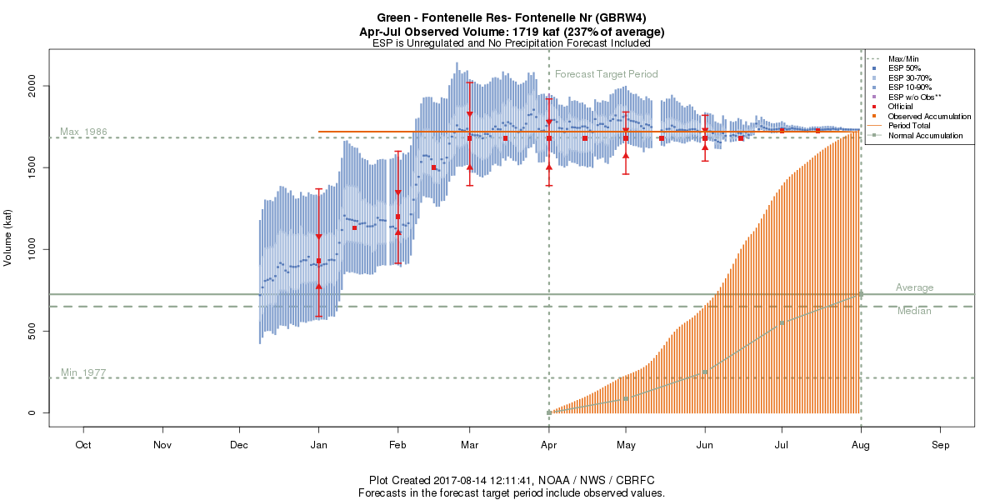 Green - Fontenelle Res- Fontenelle Nr (GBRW4)
Apr-Jul Observed Volume: 1719 kaf (237% of average)
ESP is Unregulated and No Precipitation Forecast Included
Forecast Target Period
Max/Min
ESP 50%
ESP 30-70%
ESP 10-90%
ESP w/o Obs**
Official
Observed Accumulation
Period Total
Normal Accumulation
Max 1986
Average
Median
Min 1977
Volume (kaf)
2000
1500
1000
500
0
Oct Nov Dec Jan Feb Mar Apr May Jun Jul Aug Sep
Plot Created 2017-08-14 12:11:41, NOAA / NWS / CBRFC
Forecasts in the forecast target period include observed values.